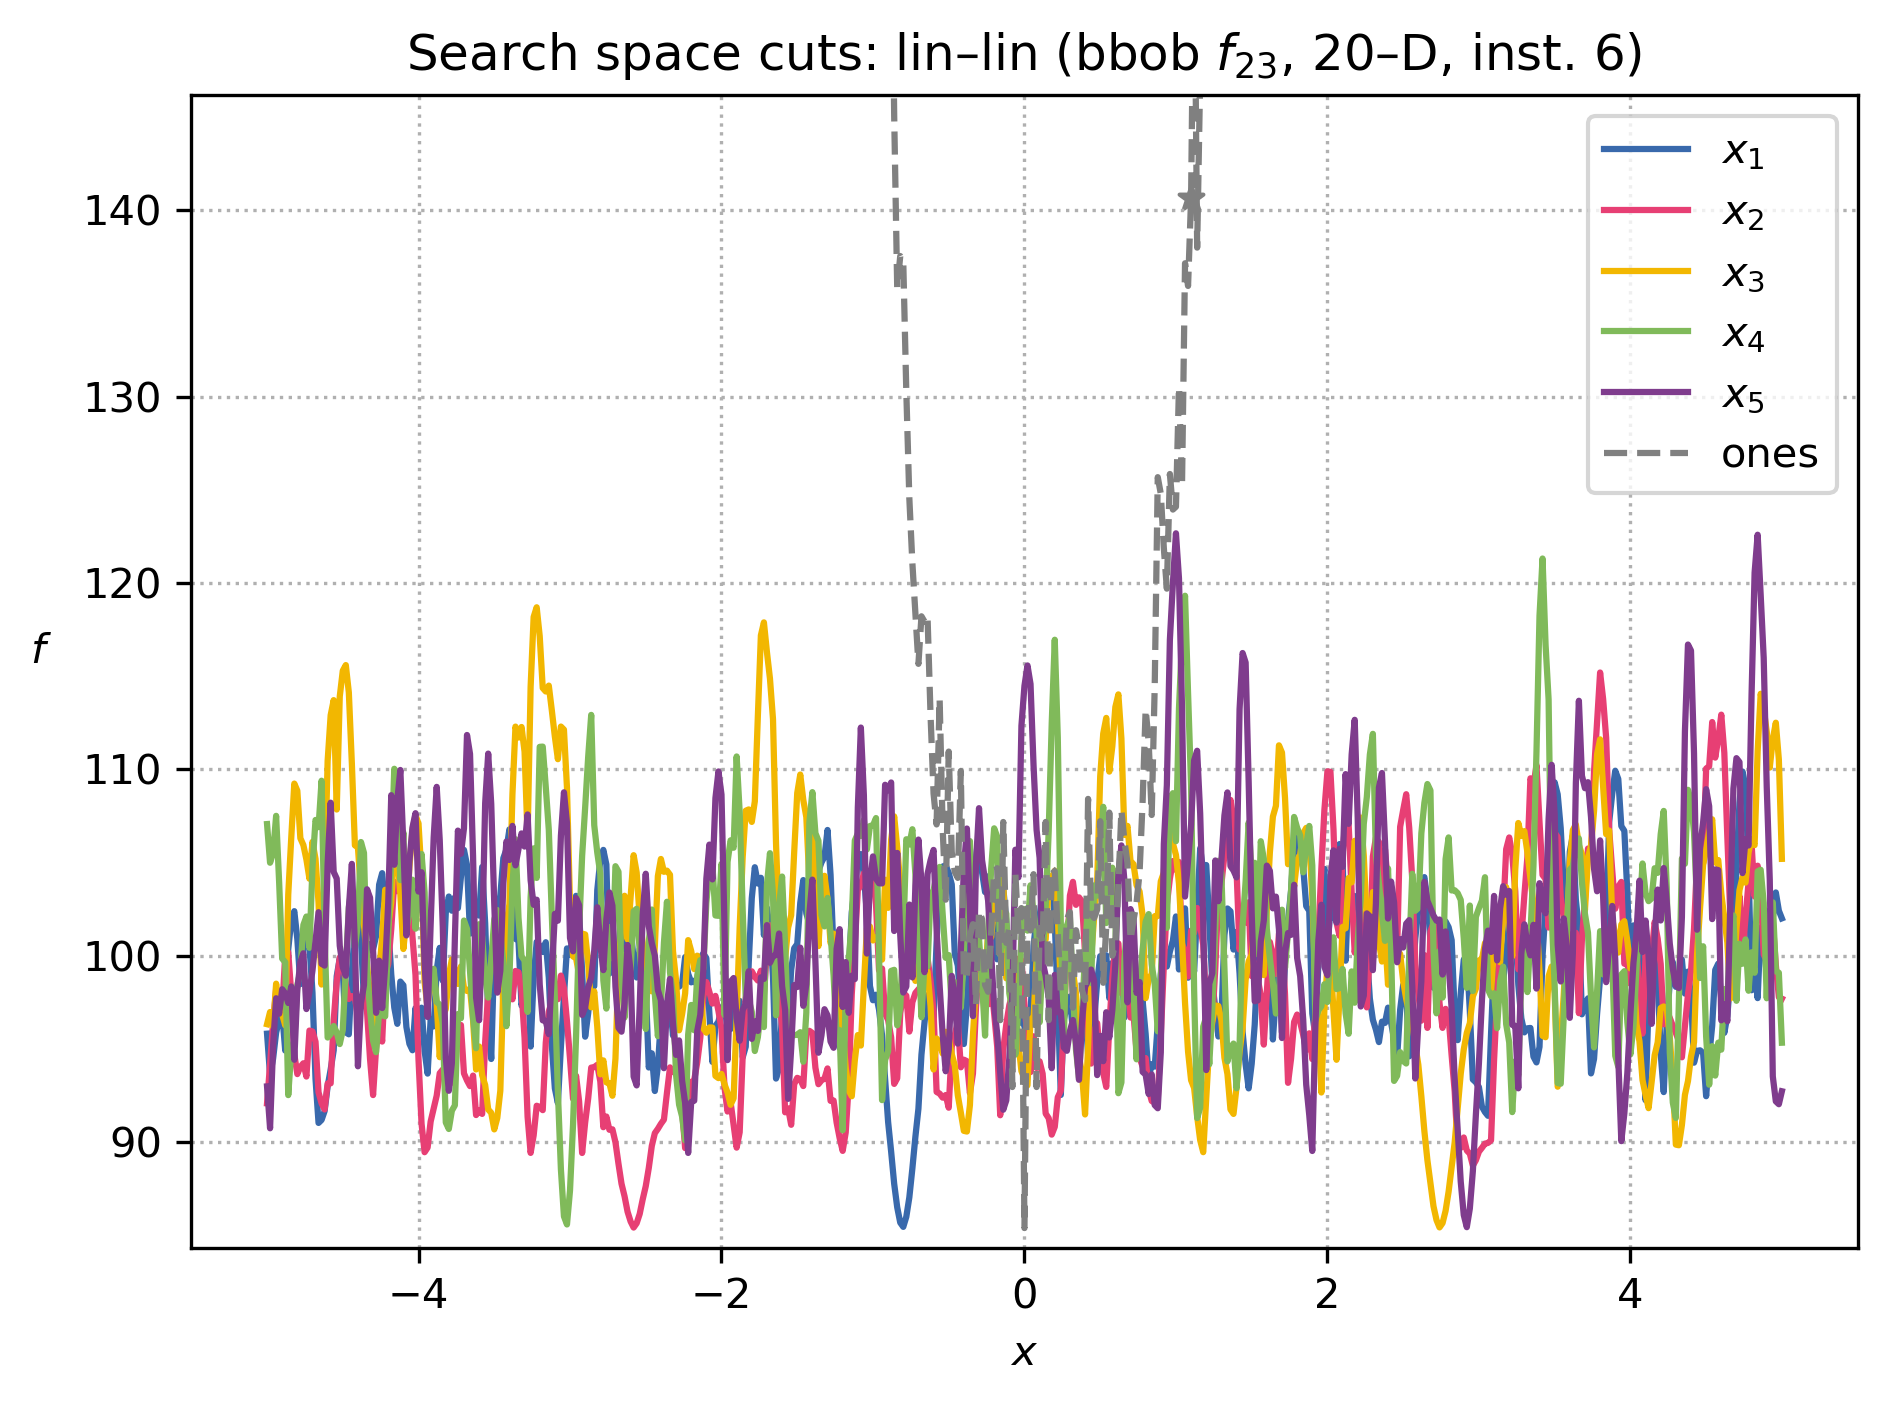 Search space cuts: lin–lin (bbob f₂₃, 20–D, inst. 6)
x₁
x₂
x₃
x₄
x₅
ones
140
130
120
110
100
90
f
−4
−2
0
2
4
x